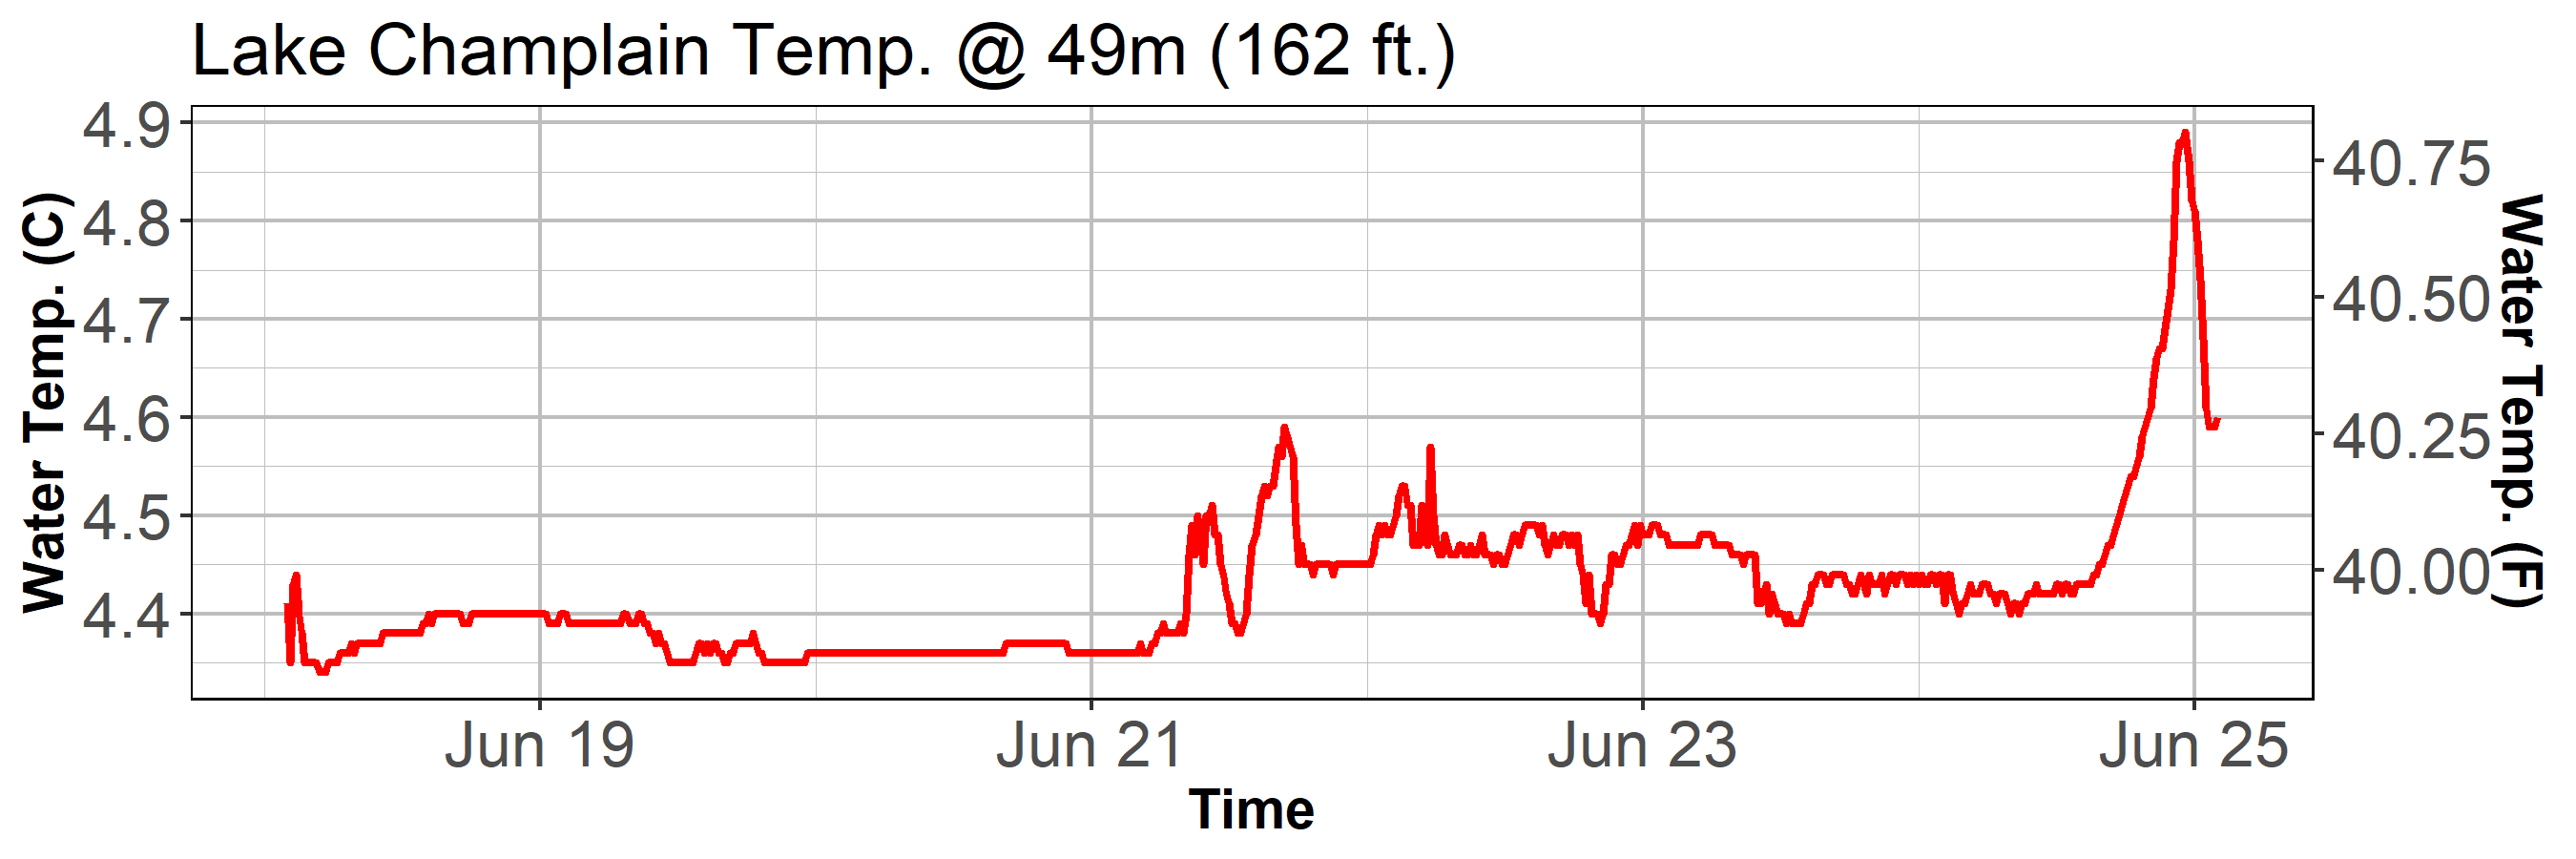 Lake Champlain Temp. @ 49m (162 ft.)
Water Temp. (C)
4.9
4.8
4.7
4.6
4.5
4.4
40.75
40.50
40.25
40.00
Water Temp. (F)
Jun 19
Jun 21
Jun 23
Jun 25
Time